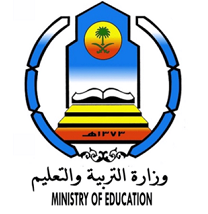 ١٣٧٣هـ
وزارة التربية والتعليم
MINISTRY OF EDUCATION